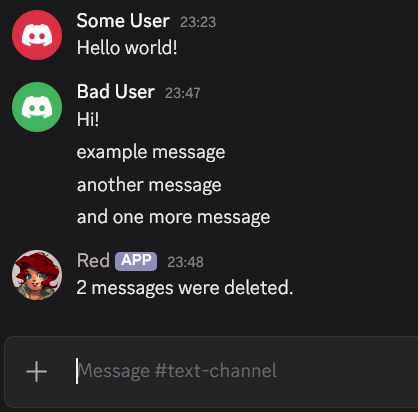 Some User 23:23
Hello world!
Bad User 23:47
Hi!
example message
another message
and one more message
Red APP 23:48
2 messages were deleted.
Message #text-channel